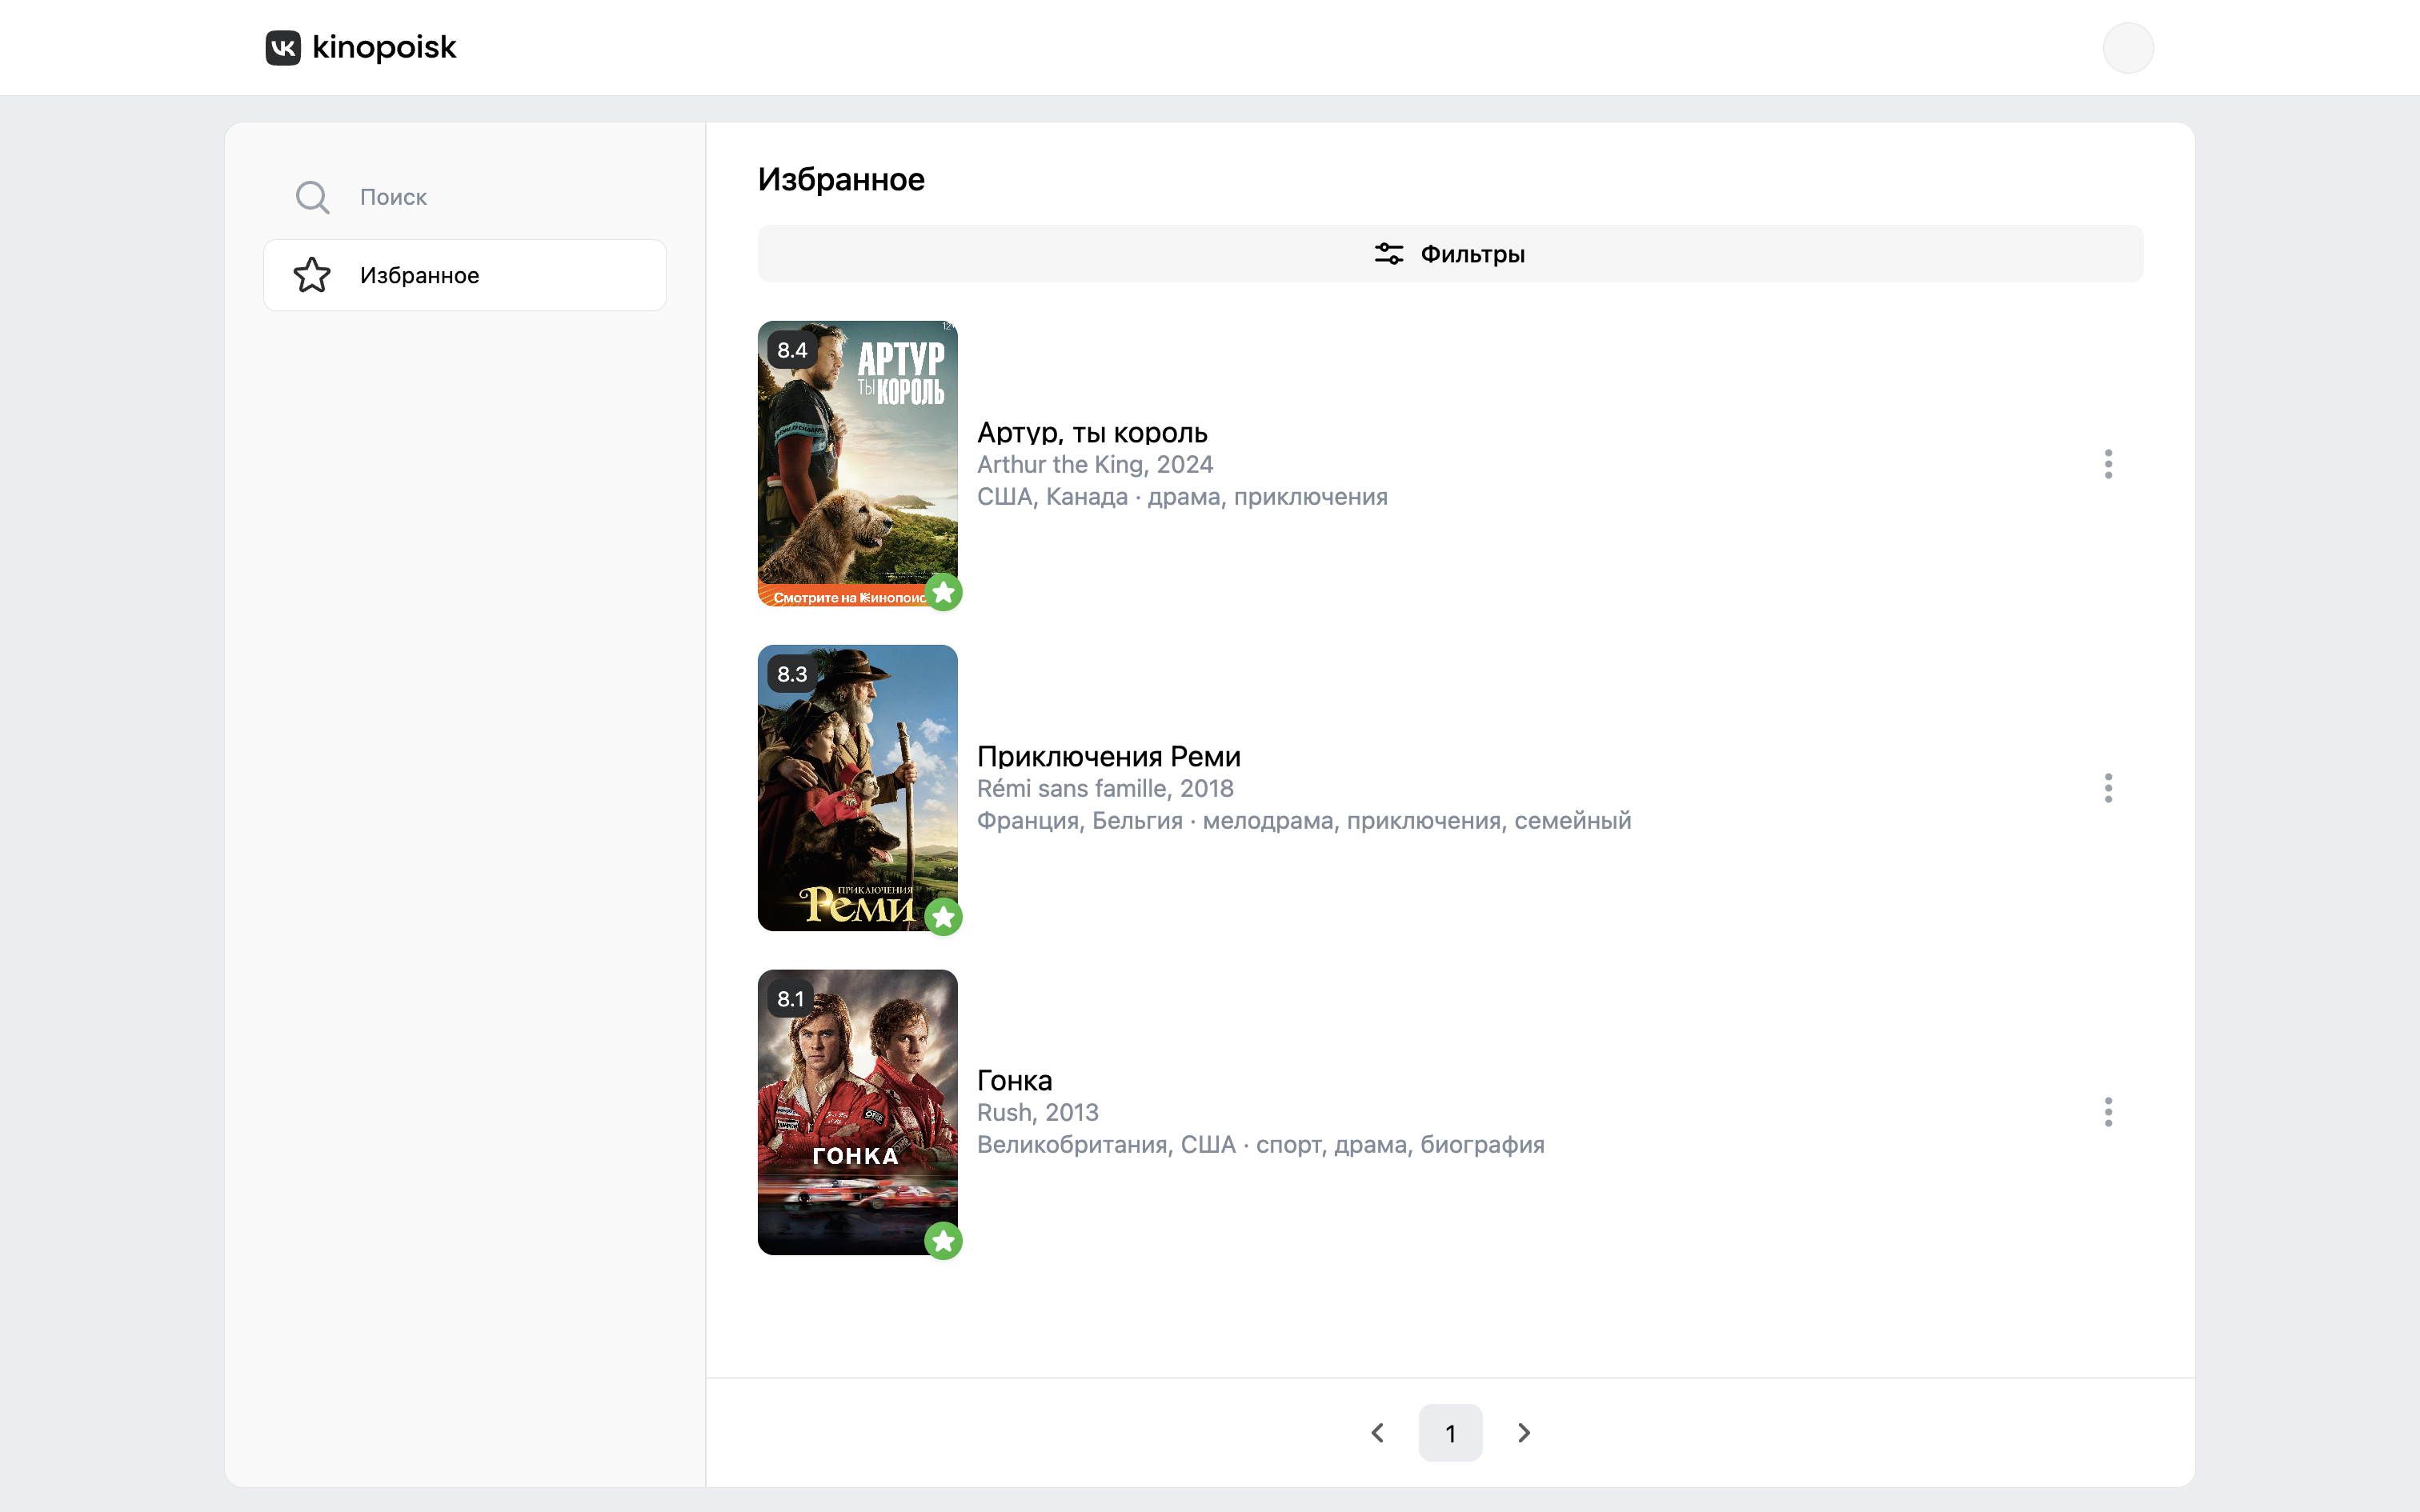 VK kinopoisk
Поиск
Избранное
Избранное
Фильтры
8.4
12+
АРТУР
ТЫ КОРОЛЬ
Смотрите на Кинопоис
Артур, ты король
Arthur the King, 2024
США, Канада · драма, приключения
8.3
ПРИКЛЮЧЕНИЯ
Реми
Приключения Реми
Rémi sans famille, 2018
Франция, Бельгия · мелодрама, приключения, семейный
8.1
ГОНКА
Гонка
Rush, 2013
Великобритания, США · спорт, драма, биография
1